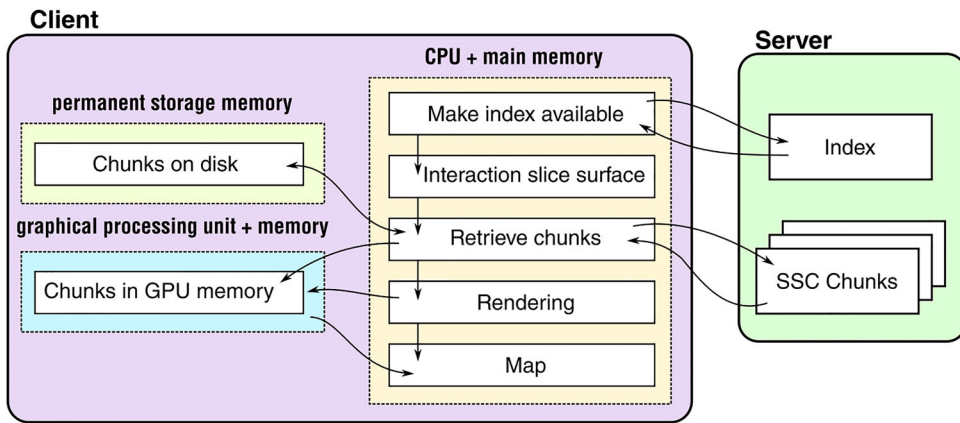 Client
CPU + main memory
Make index available
Interaction slice surface
Retrieve chunks
Rendering
Map
permanent storage memory
Chunks on disk
graphical processing unit + memory
Chunks in GPU memory
Server
Index
SSC Chunks